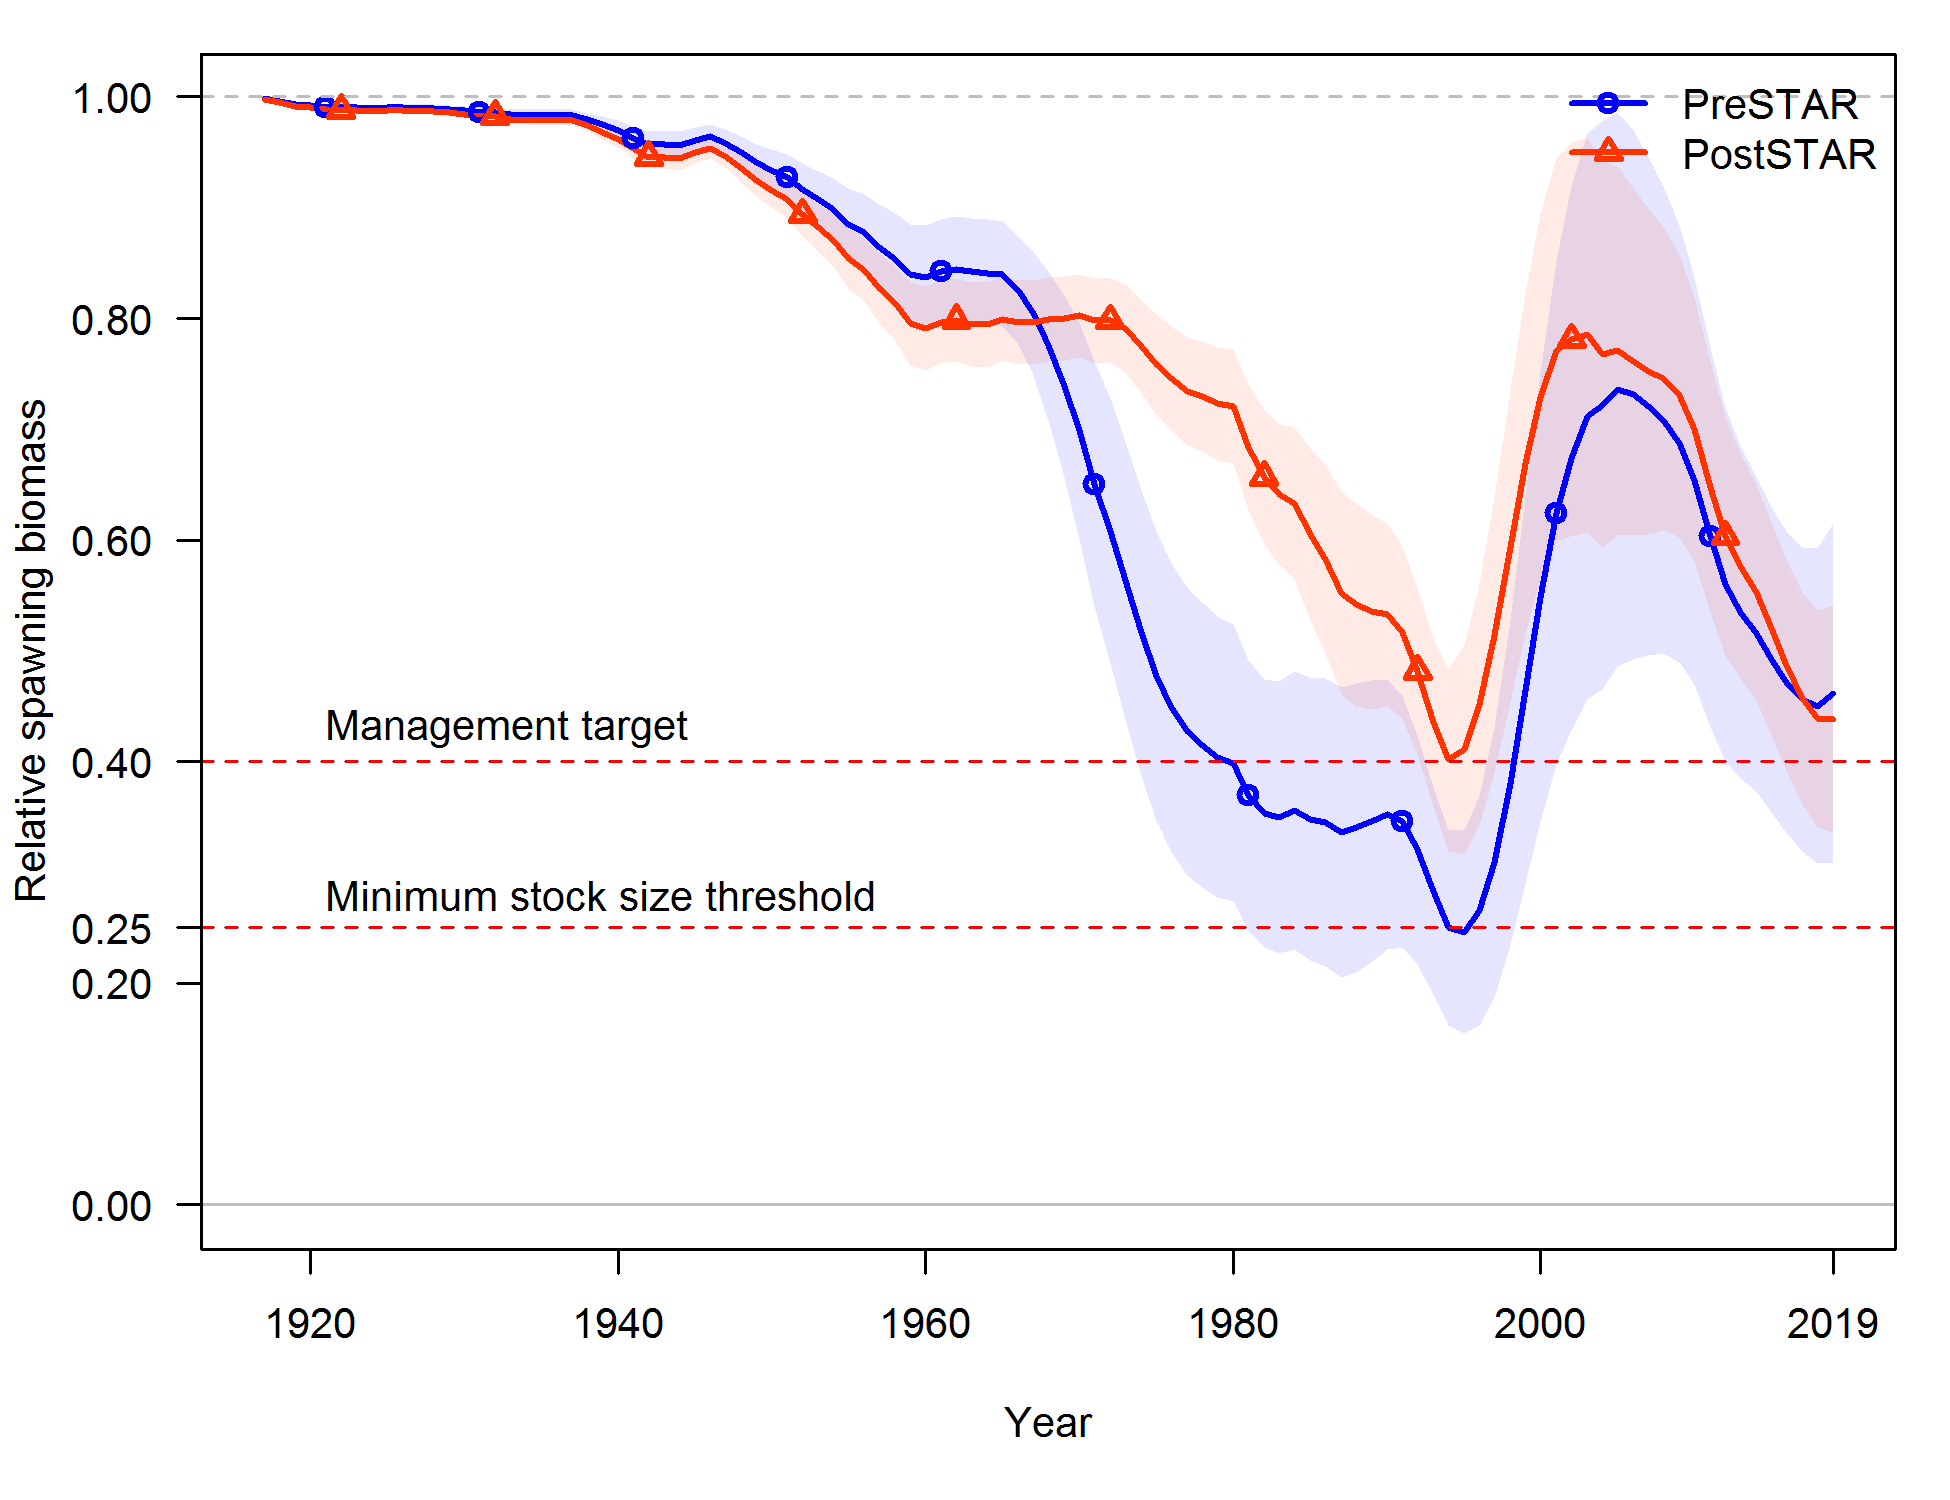 PreSTAR
PostSTAR
Relative spawning biomass
1.00
0.80
0.60
0.40
0.25
0.20
0.00
Management target
Minimum stock size threshold
1920
1940
1960
1980
2000
2019
Year